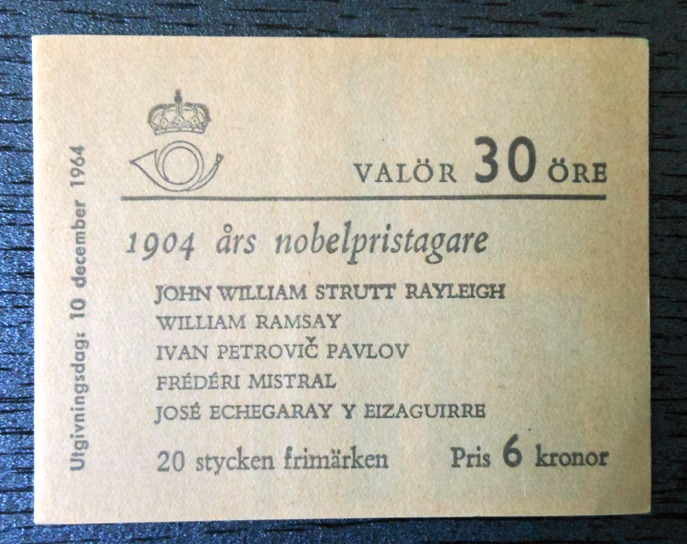 VALÖR 30 ÖRE
1904 års nobelpristagare
JOHN WILLIAM STRUTT RAYLEIGH
WILLIAM RAMSAY
IVAN PETROVIČ PAVLOV
FRÉDÉRI MISTRAL
JOSÉ ECHEGARAY Y EIZAGUIRRE
20 stycken frimärken Pris 6 kronor
Utgivningsdag: 10 december 1964